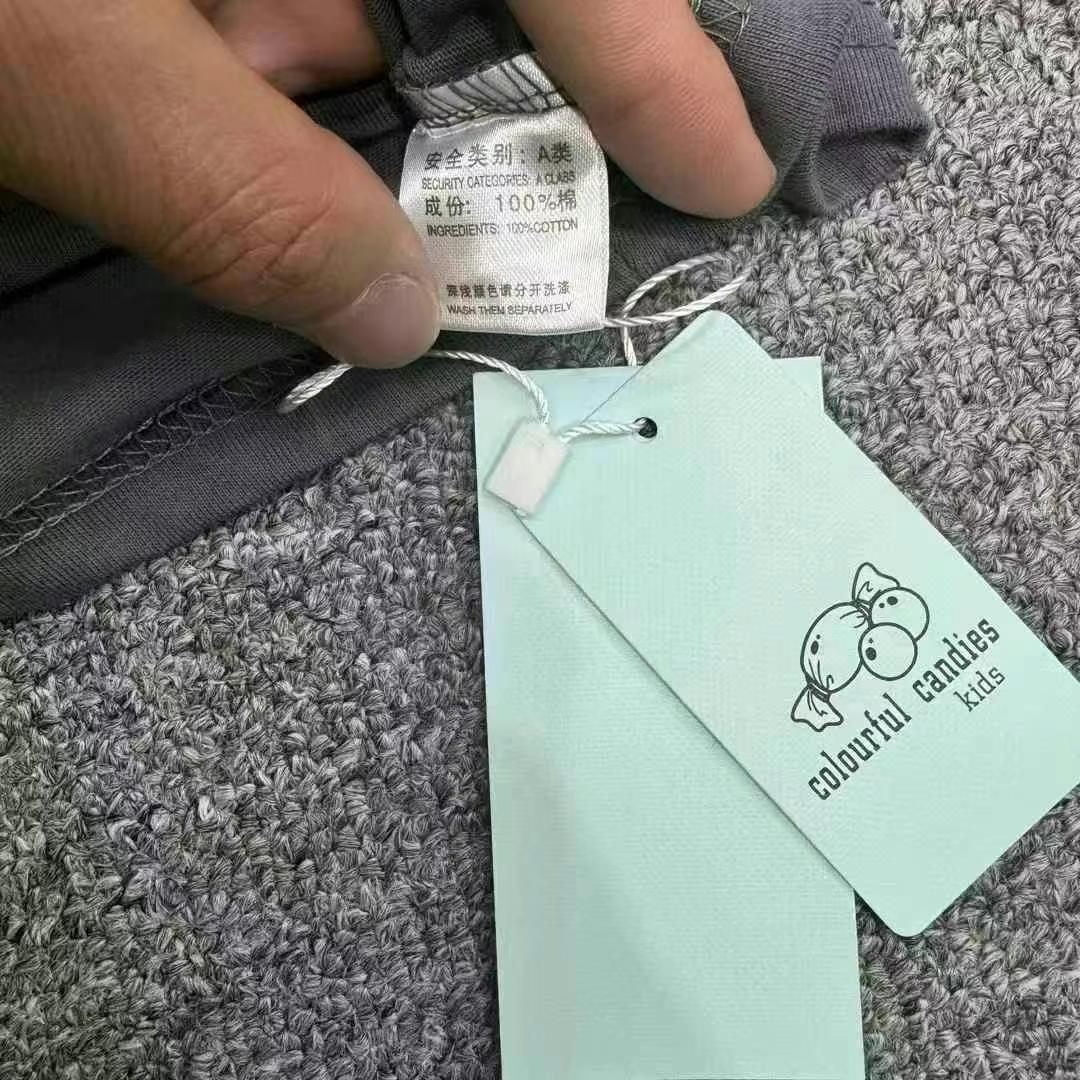 安全类别：A类
SECURITY CATEGORIES: A CLASS
成份: 100%棉
INGREDIENTS: 100%COTTON
深浅颜色请分开洗涤
WASH THEM SEPARATELY
colourful candies
kids